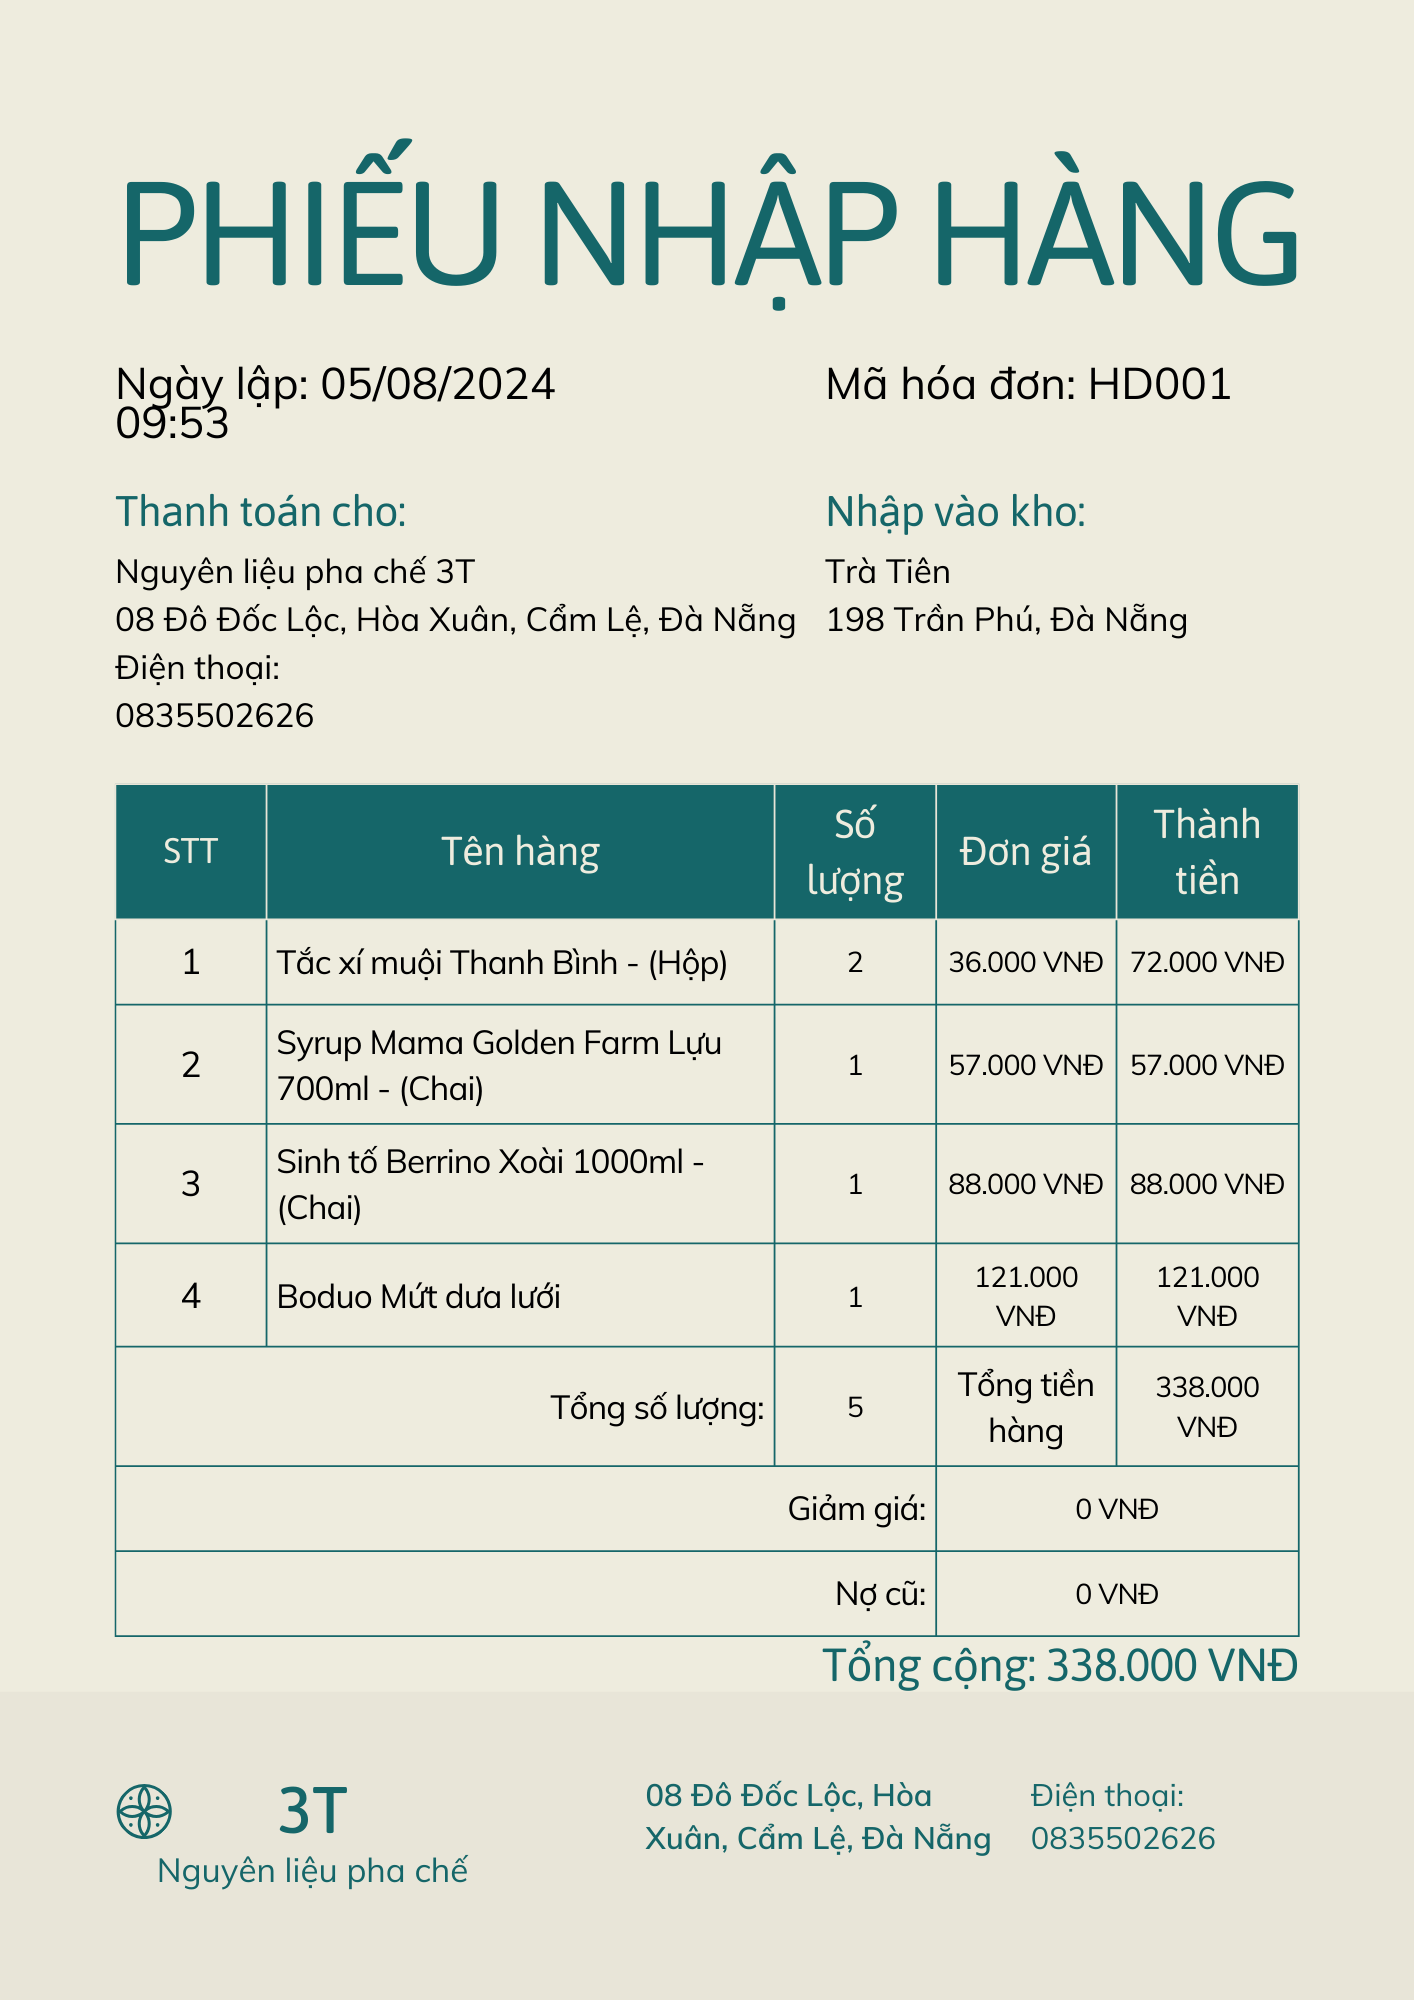 PHIẾU NHẬP HÀNG
Ngày lập: 05/08/2024
09:53
Mã hóa đơn: HD001
Thanh toán cho:
Nguyên liệu pha chế 3T
08 Đô Đốc Lộc, Hòa Xuân, Cẩm Lệ, Đà Nẵng
Điện thoại:
0835502626
Nhập vào kho:
Trà Tiên
198 Trần Phú, Đà Nẵng
STT Tên hàng Số lượng Đơn giá Thành tiền
1 Tắc xí muội Thanh Bình - (Hộp) 2 36.000 VNĐ 72.000 VNĐ
2 Syrup Mama Golden Farm Lựu
700ml - (Chai) 1 57.000 VNĐ 57.000 VNĐ
3 Sinh tố Berrino Xoài 1000ml -
(Chai) 1 88.000 VNĐ 88.000 VNĐ
4 Boduo Mứt dưa lưới 1 121.000 VNĐ 121.000 VNĐ
Tổng số lượng: 5 Tổng tiền hàng 338.000 VNĐ
Giảm giá: 0 VNĐ
Nợ cũ: 0 VNĐ
Tổng cộng: 338.000 VNĐ
3T
Nguyên liệu pha chế
08 Đô Đốc Lộc, Hòa
Xuân, Cẩm Lệ, Đà Nẵng
Điện thoại:
0835502626